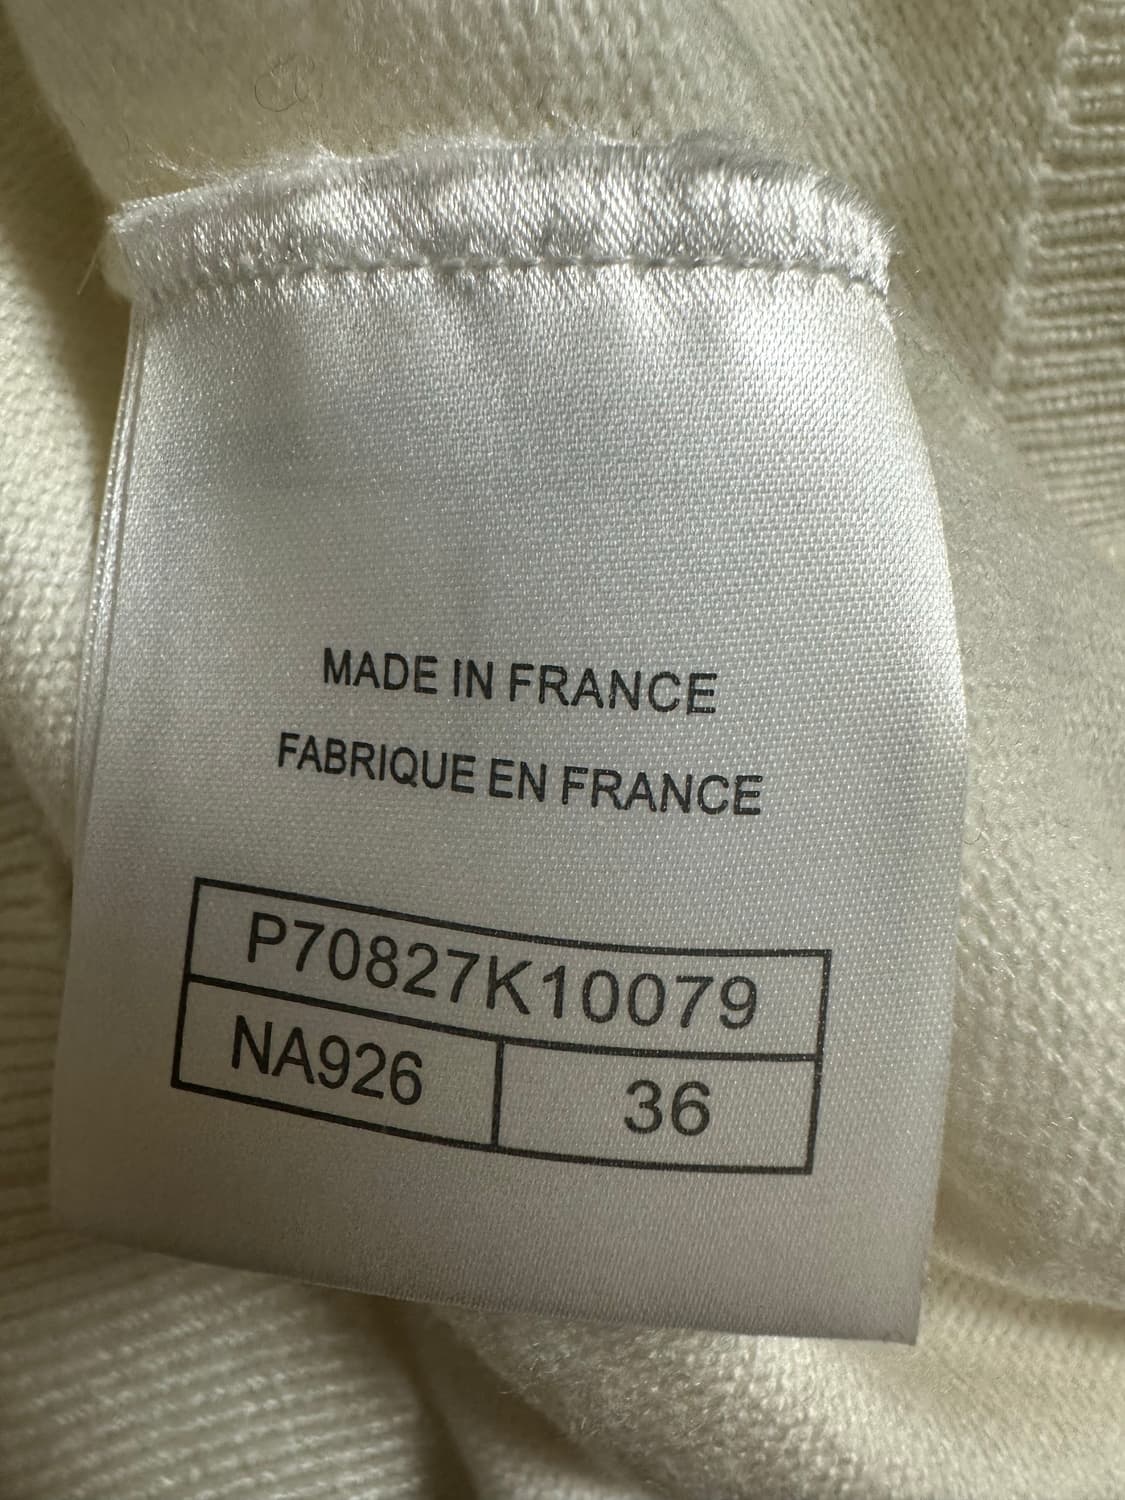 MADE IN FRANCE
FABRIQUE EN FRANCE
P70827K10079
NA926 36